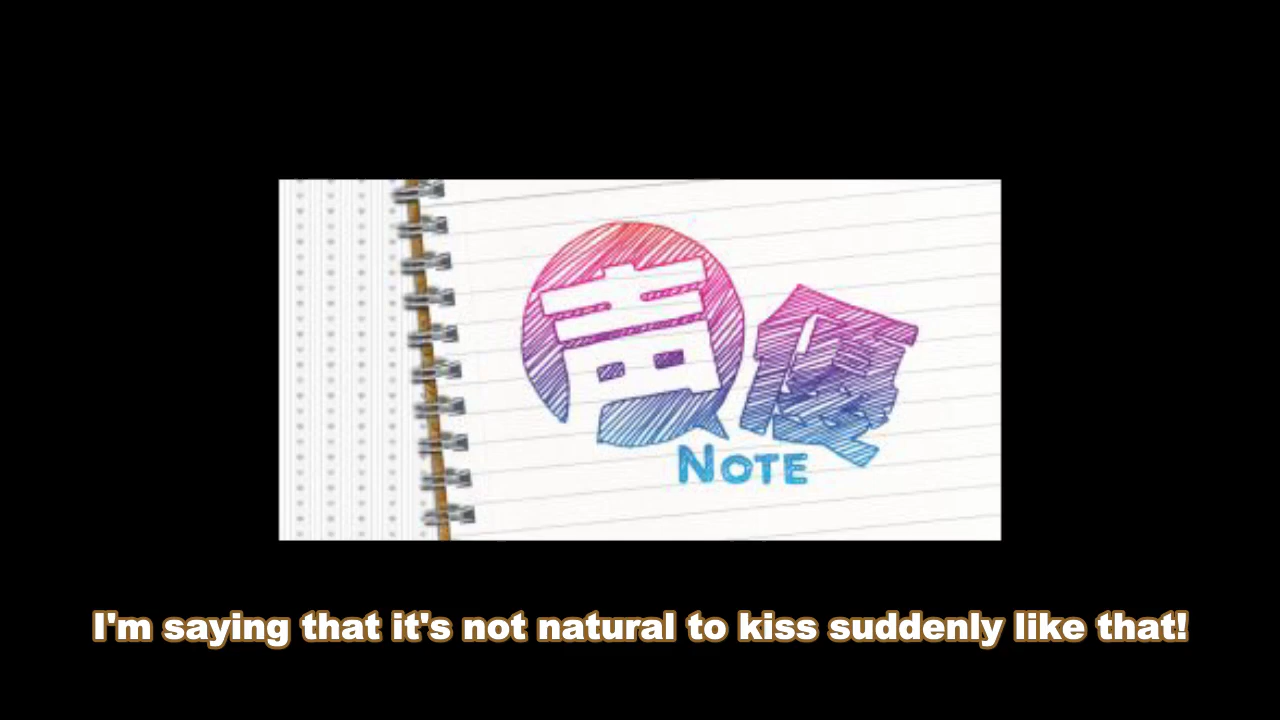 声優
NOTE
I'm saying that it's not natural to kiss suddenly like that!